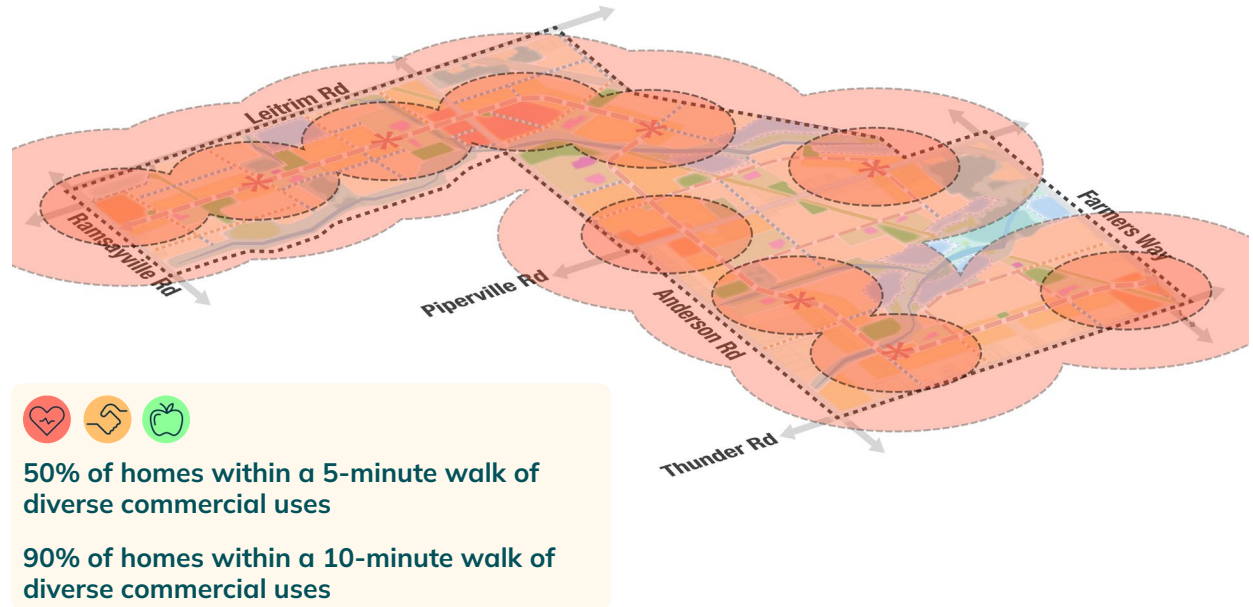 Leitrim Rd
Ramsayville Rd
Farmers Way
Piperville Rd
Anderson Rd
Thunder Rd
50% of homes within a 5-minute walk of
diverse commercial uses
90% of homes within a 10-minute walk of
diverse commercial uses